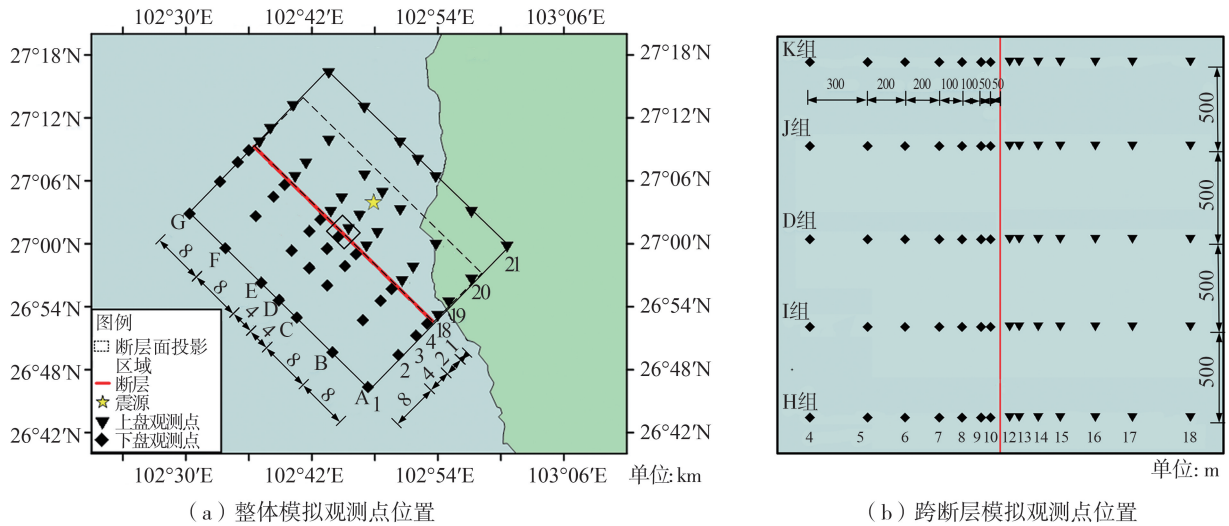 102°30′E 102°42′E 102°54′E 103°06′E
27°18′N 27°18′N
27°12′N 27°12′N
27°06′N 27°06′N
27°00′N 27°00′N
26°54′N 26°54′N
26°48′N 26°48′N
26°42′N 26°42′N
G
F
E
D
C
B
A
8
8
4
4
8
8
1
2
3
4
18
19
20
21
8
4
2
1
图例
断层面投影
区域
断层
震源
上盘观测点
下盘观测点
102°30′E 102°42′E 102°54′E 103°06′E 单位: km
（a）整体模拟观测点位置
K组
300 200 200 100 100 50 50
500
J组
500
D组
500
I组
500
H组
4 5 6 7 8 9 10 12 13 14 15 16 17 18
单位: m
（b）跨断层模拟观测点位置